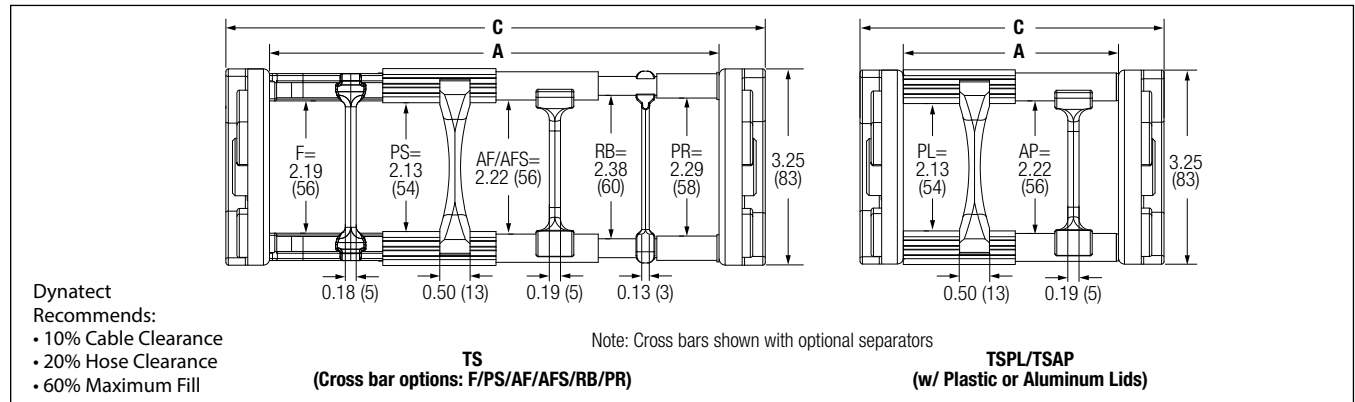 C
A
C
A
F=
2.19
(56)
PS=
2.13
(54)
AF/AFS=
2.22 (56)
RB=
2.38
(60)
PR=
2.29
(58)
3.25
(83)
PL=
2.13
(54)
AP=
2.22
(56)
3.25
(83)
0.18 (5)
0.50 (13)
0.19 (5)
0.13 (3)
0.50 (13)
0.19 (5)
Dynatect
Recommends:
• 10% Cable Clearance
• 20% Hose Clearance
• 60% Maximum Fill
Note: Cross bars shown with optional separators
TS
(Cross bar options: F/PS/AF/AFS/RB/PR)
TSPL/TSAP
(w/ Plastic or Aluminum Lids)